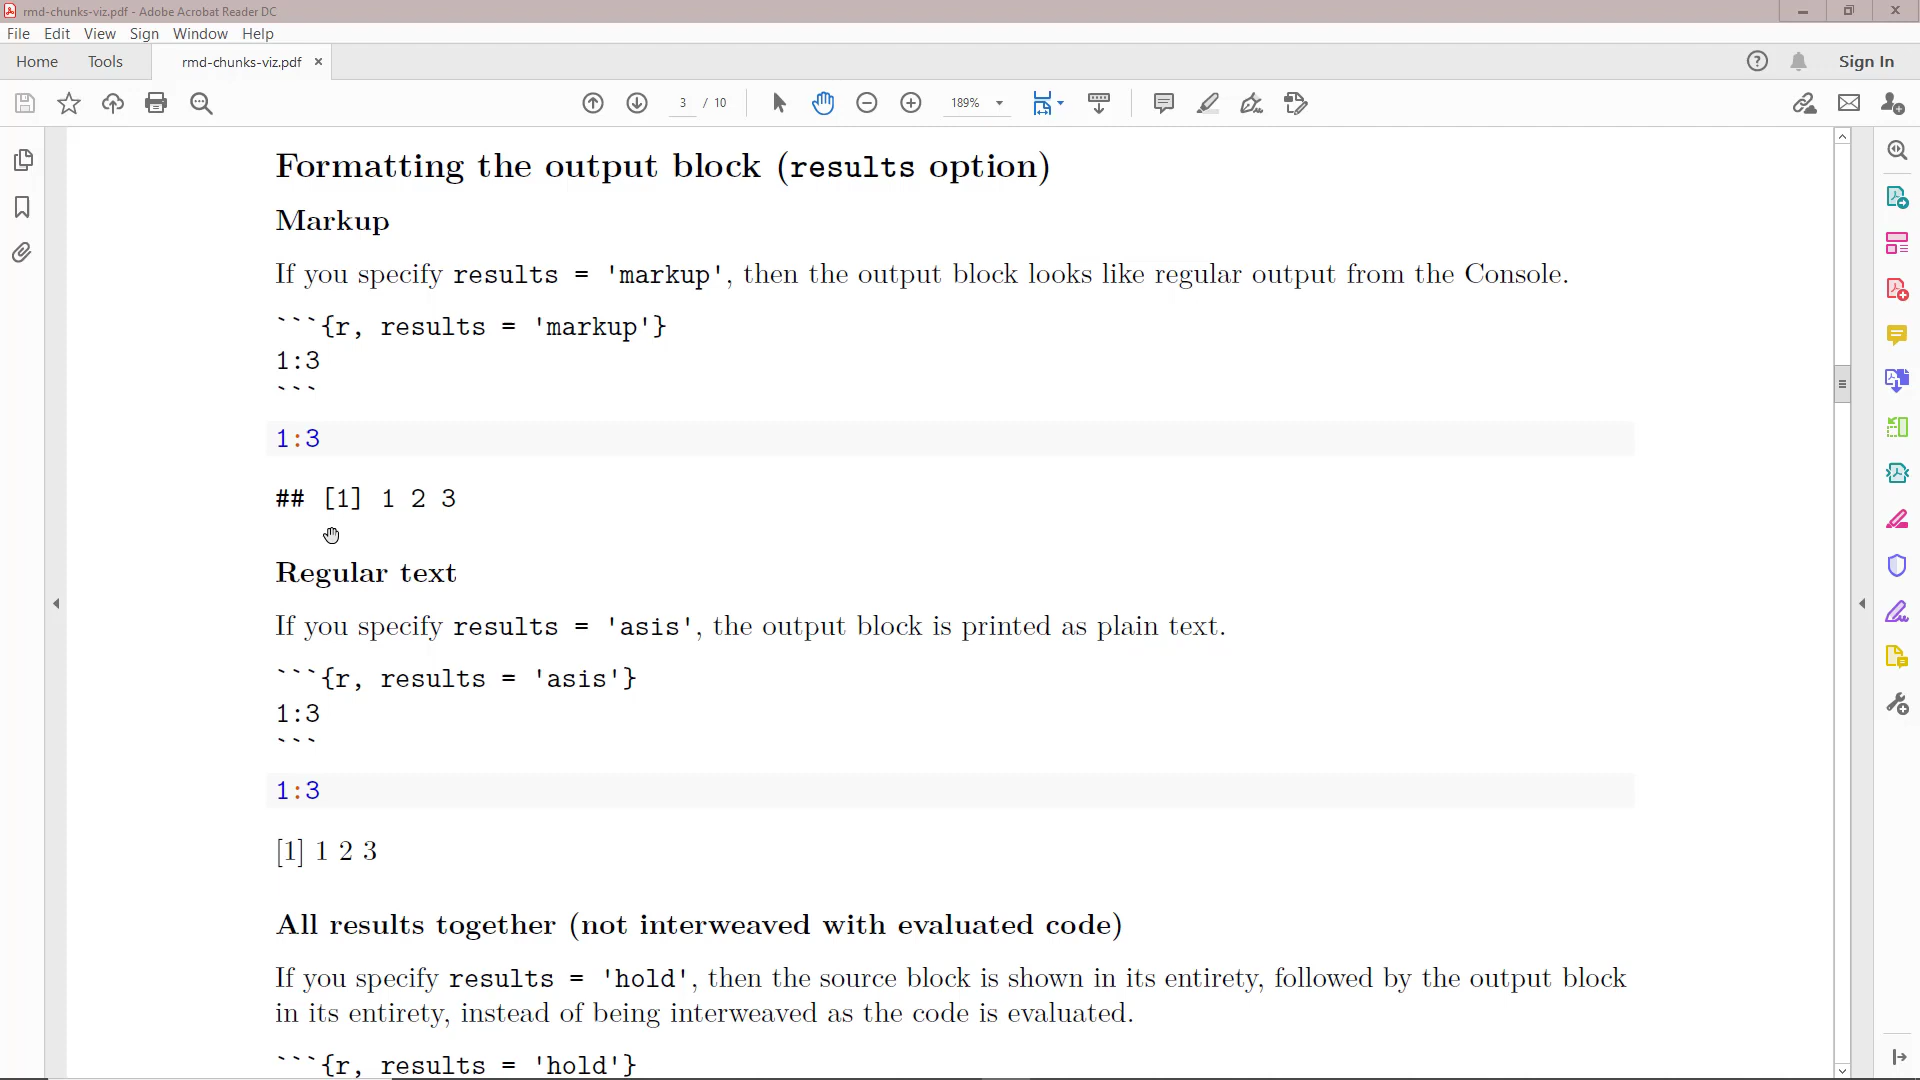 rmd-chunks-viz.pdf - Adobe Acrobat Reader DC
File Edit View Sign Window Help
Home Tools rmd-chunks-viz.pdf × Sign In
3 / 10 189%
Formatting the output block (results option)
Markup
If you specify results = 'markup', then the output block looks like regular output from the Console.
```{r, results = 'markup'}
1:3
```
1:3
## [1] 1 2 3
Regular text
If you specify results = 'asis', the output block is printed as plain text.
```{r, results = 'asis'}
1:3
```
1:3
[1] 1 2 3
All results together (not interweaved with evaluated code)
If you specify results = 'hold', then the source block is shown in its entirety, followed by the output block
in its entirety, instead of being interweaved as the code is evaluated.
```{r, results = 'hold'}